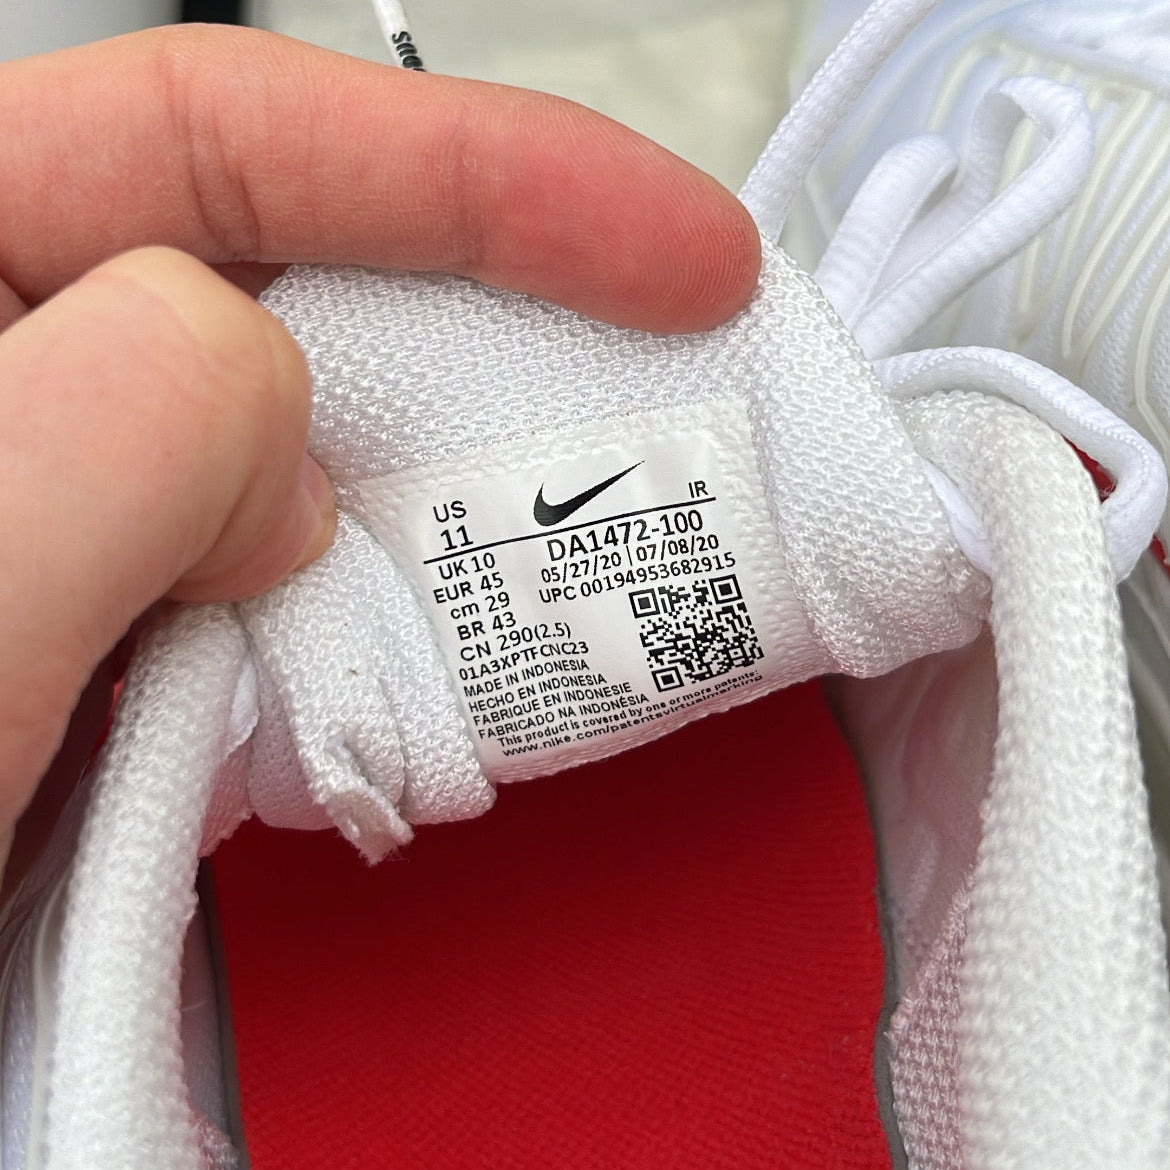 US
11
IR
UK 10
EUR 45
cm 29
BR 43
CN 290(2.5)
DA1472-100
05/27/20 | 07/08/20
UPC 00194953682915
01A3XPTFCNC23
MADE IN INDONESIA
HECHO EN INDONESIA
FABRIQUE EN INDONESIE
FABRICADO NA INDONÉSIA
This product is covered by one or more patents.
www.nike.com/patentsvirtualmarking